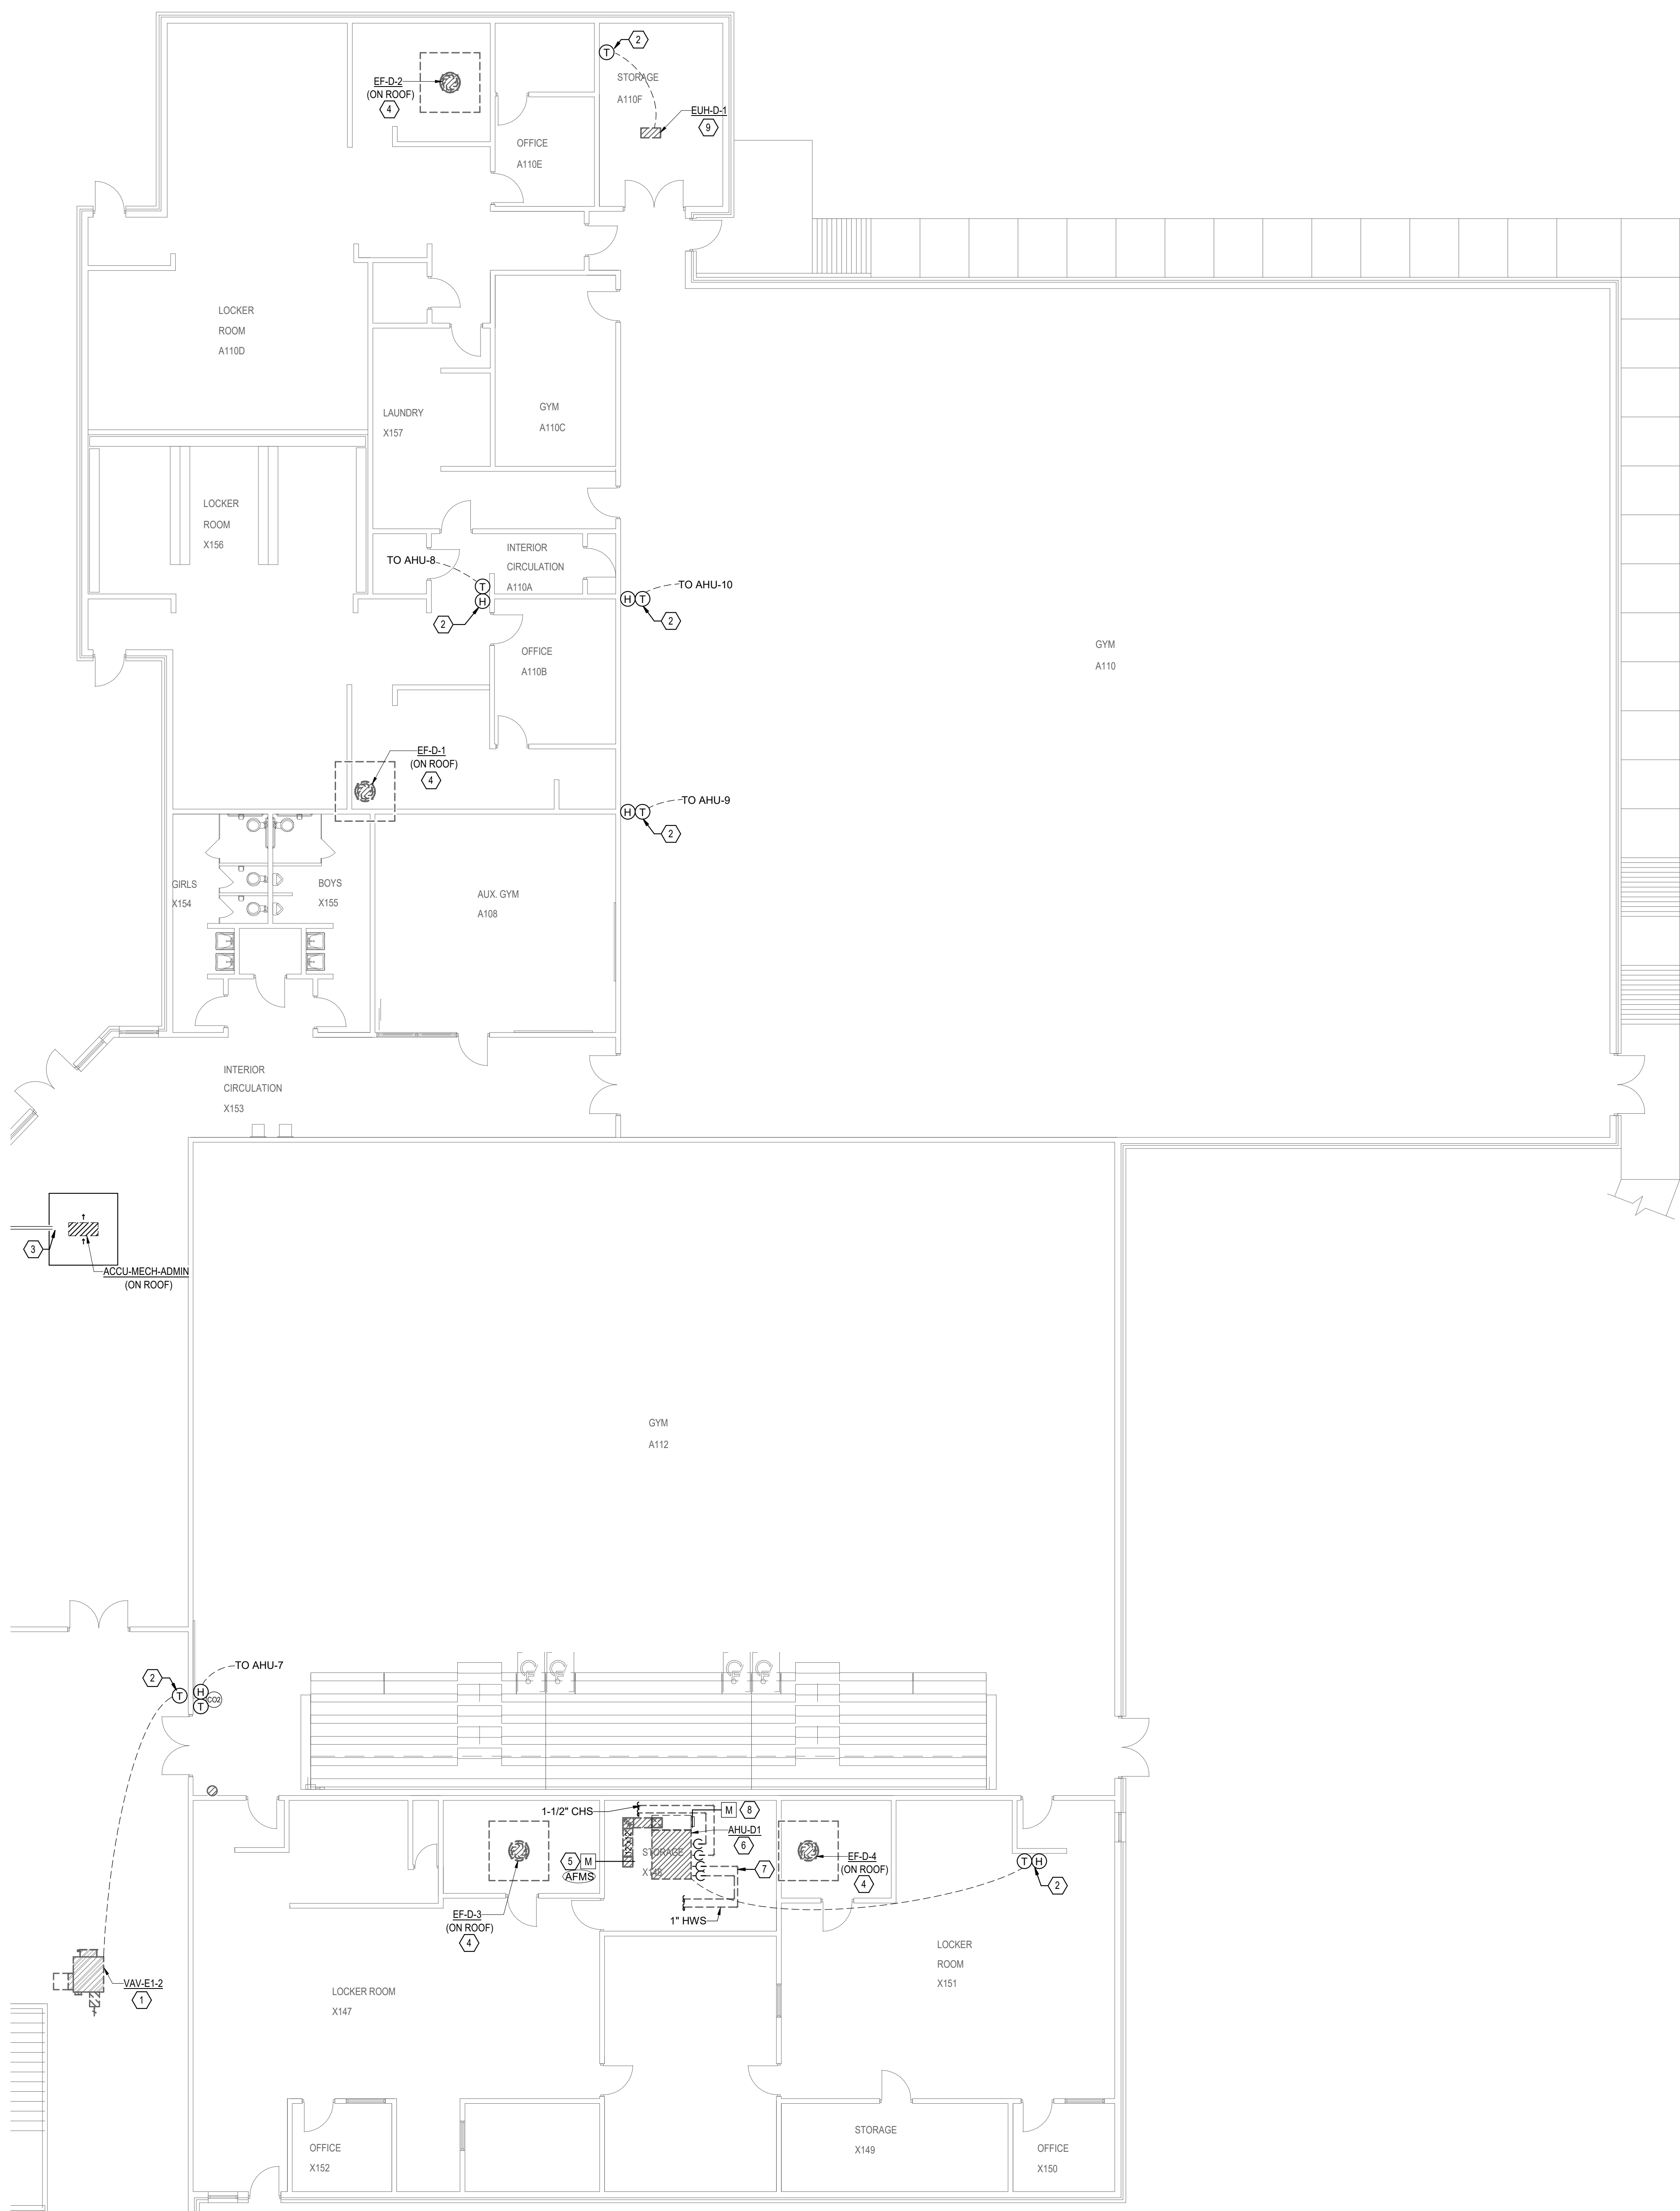 EF-D-2
(ON ROOF)
4
T
2
STORAGE
A110F
EUH-D-1
9
OFFICE
A110E
LOCKER
ROOM
A110D
LAUNDRY
X157
GYM
A110C
LOCKER
ROOM
X156
TO AHU-8
INTERIOR
CIRCULATION
A110A
T
H
2
TO AHU-10
H T
2
OFFICE
A110B
GYM
A110
EF-D-1
(ON ROOF)
4
TO AHU-9
H T
2
GIRLS
X154
BOYS
X155
AUX. GYM
A108
INTERIOR
CIRCULATION
X153
3
ACCU-MECH-ADMIN
(ON ROOF)
GYM
A112
TO AHU-7
2
T
H
CO2
T
1-1/2" CHS
M 8
AHU-D1
6
5 M
AFMS
STORAGE
7
1" HWS
EF-D-4
(ON ROOF)
4
T H
2
EF-D-3
(ON ROOF)
4
VAV-E1-2
1
LOCKER ROOM
X147
LOCKER
ROOM
X151
OFFICE
X152
STORAGE
X149
OFFICE
X150